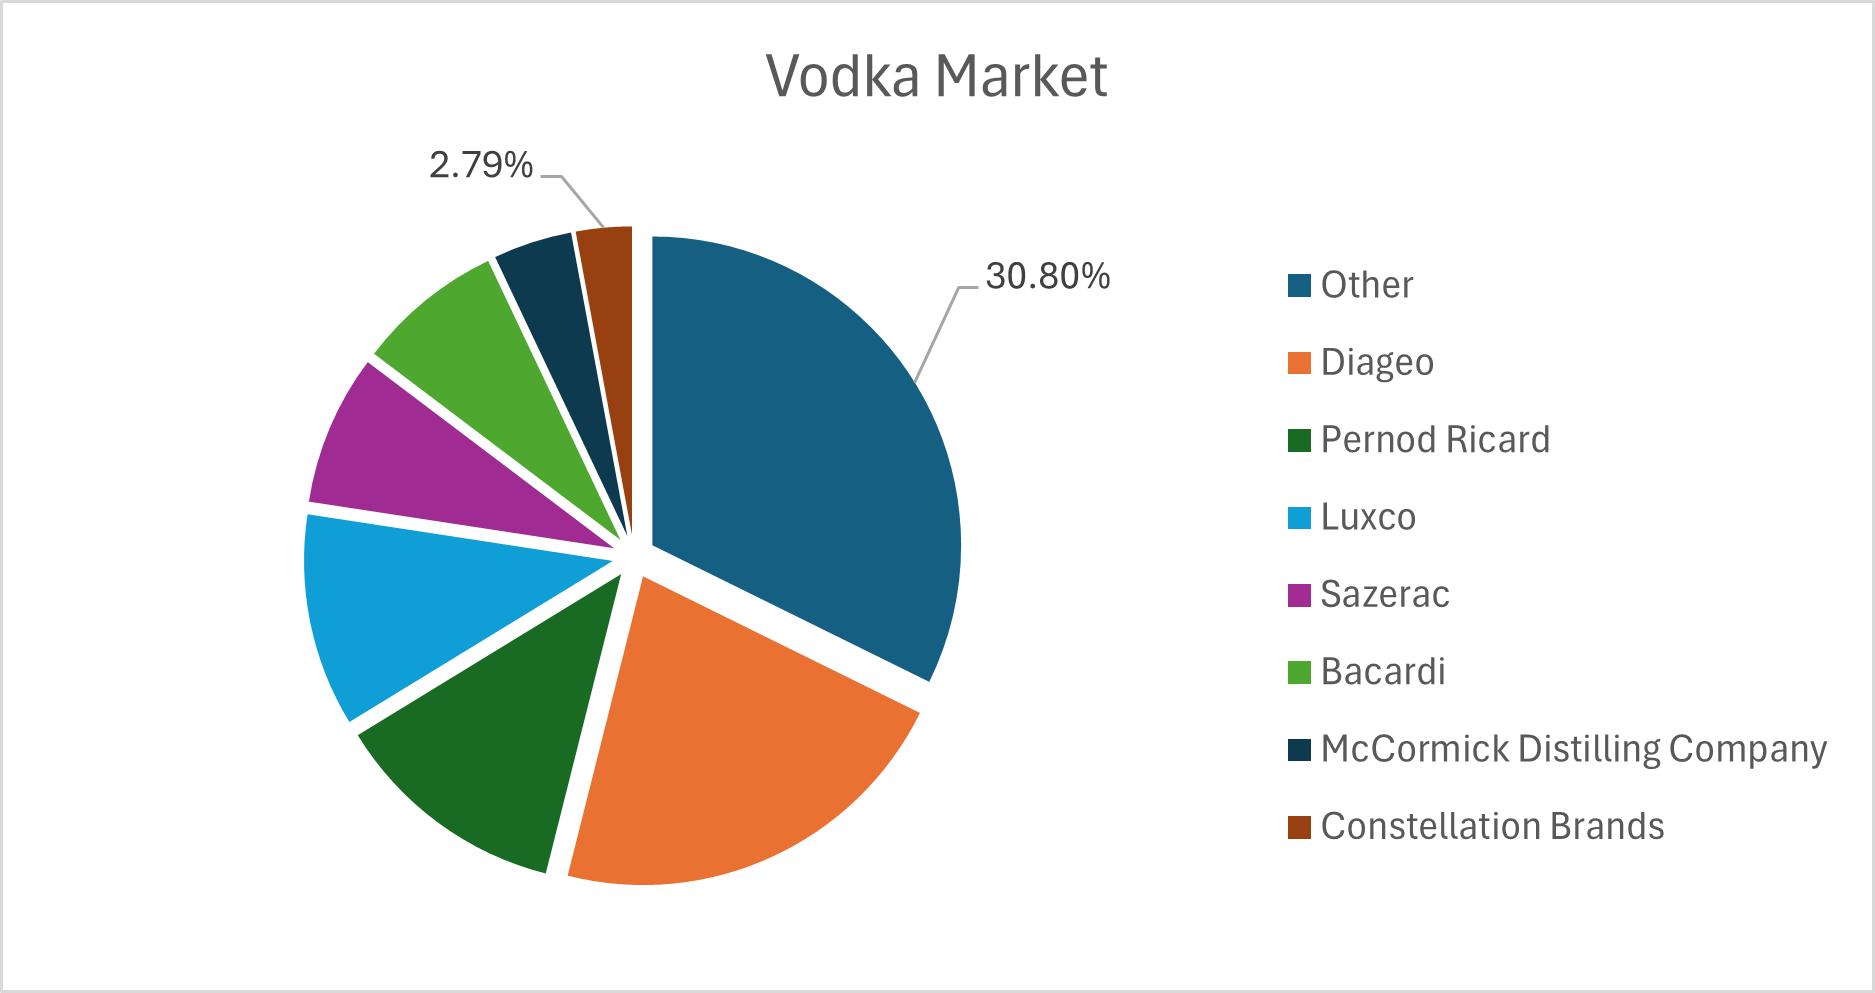 Vodka Market
2.79%
30.80%
Other
Diageo
Pernod Ricard
Luxco
Sazerac
Bacardi
McCormick Distilling Company
Constellation Brands